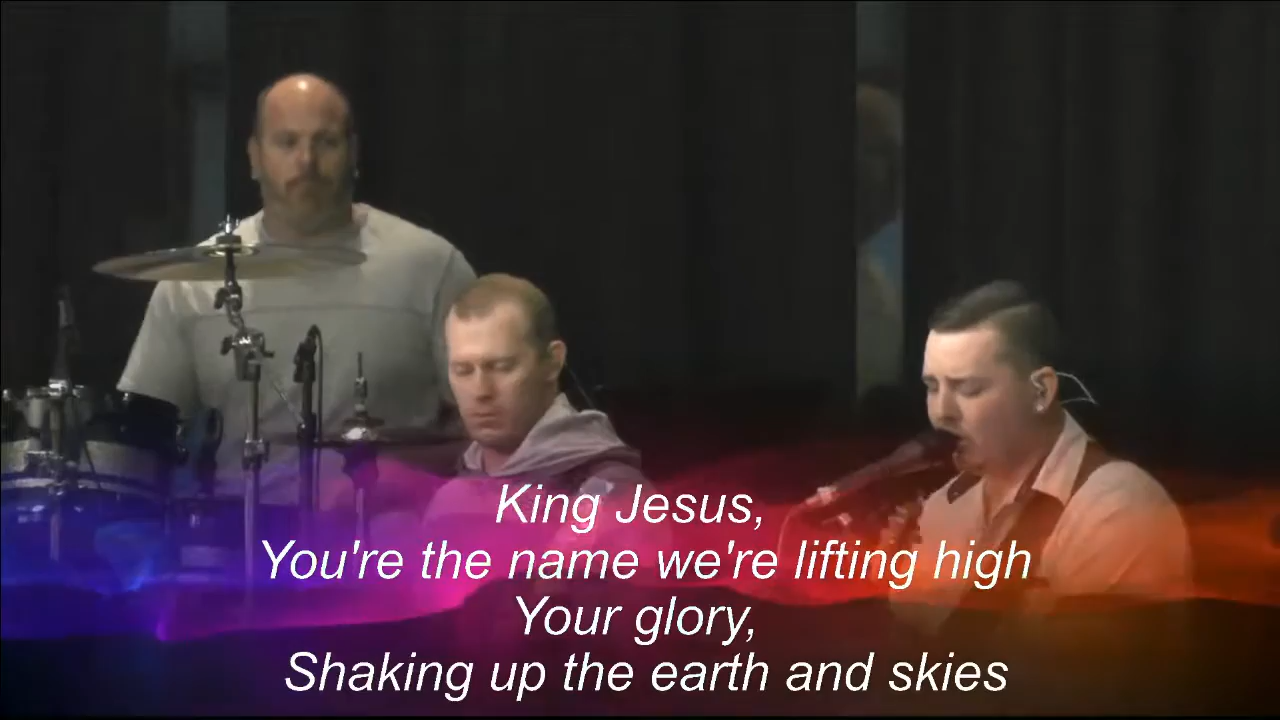 King Jesus,
You're the name we're lifting high
Your glory,
Shaking up the earth and skies